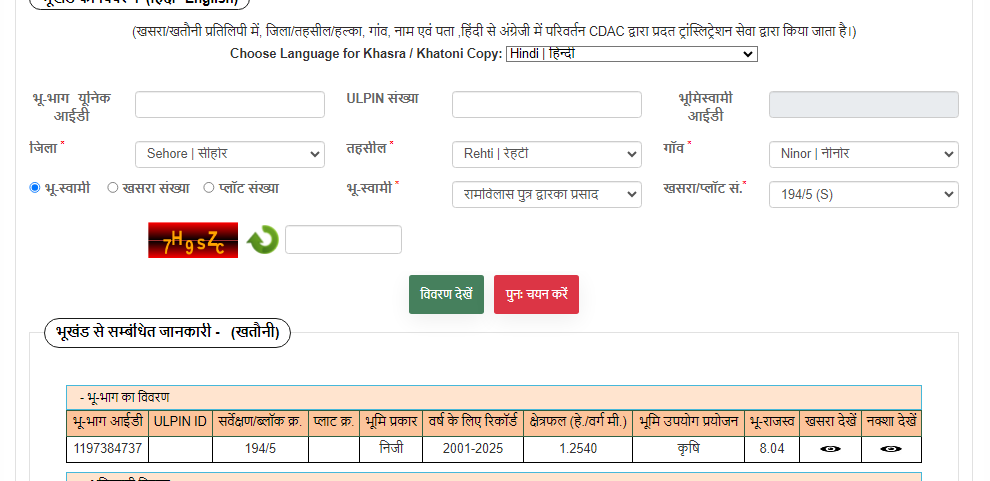 (खसरा/खतौनी प्रतिलिपी में, जिला/तहसील/हल्का, गांव, नाम एवं पता ,हिंदी से अंग्रेजी में परिवर्तन CDAC द्वारा प्रदत ट्रांस्लिट्रेशन सेवा द्वारा किया जाता है।)
Choose Language for Khasra / Khatoni Copy: Hindi | हिन्दी
भू-भाग यूनिक आईडी ULPIN संख्या भूमिस्वामी आईडी
जिला * Sehore | सीहोर तहसील * Rehti | रेहटी गाँव * Ninor | नीनोर
भू-स्वामी खसरा संख्या प्लॉट संख्या भू-स्वामी * रामविलास पुत्र द्वारका प्रसाद खसरा/प्लॉट सं.* 194/5 (S)
7H9sZc
विवरण देखें पुनः चयन करें
भूखंड से सम्बंधित जानकारी - (खतौनी)
- भू-भाग का विवरण
भू-भाग आईडी ULPIN ID सर्वेक्षण/ब्लॉक क्र. प्लाट क्र. भूमि प्रकार वर्ष के लिए रिकॉर्ड क्षेत्रफल (हे./वर्ग मी.) भूमि उपयोग प्रयोजन भू-राजस्व खसरा देखें नक्शा देखें
1197384737 194/5 निजी 2001-2025 1.2540 कृषि 8.04